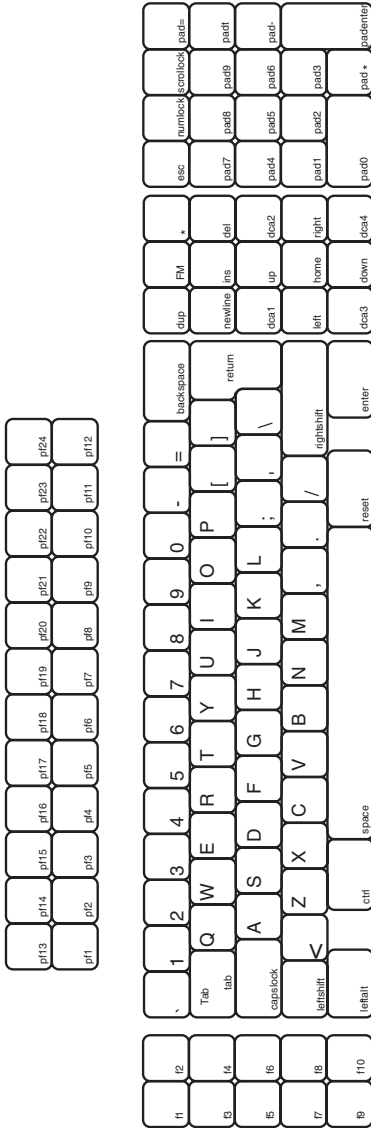 pf13 pf14 pf15 pf16 pf17 pf18 pf19 pf20 pf21 pf22 pf23 pf24
pf1 pf2 pf3 pf4 pf5 pf6 pf7 pf8 pf9 pf10 pf11 pf12
f1 f2 ` 1 2 3 4 5 6 7 8 9 0 - = backspace dup FM * esc numlock scrollock pad=
f3 f4 Tab tab Q W E R T Y U I O P [ ] return newline ins del pad7 pad8 pad9 padt
f5 f6 capslock A S D F G H J K L ; ' \ dca1 up dca2 pad4 pad5 pad6 pad-
f7 f8 leftshift < Z X C V B N M , . / rightshift left home right pad1 pad2 pad3
f9 f10 leftalt ctrl space reset enter dca3 down dca4 pad0 pad * padenter